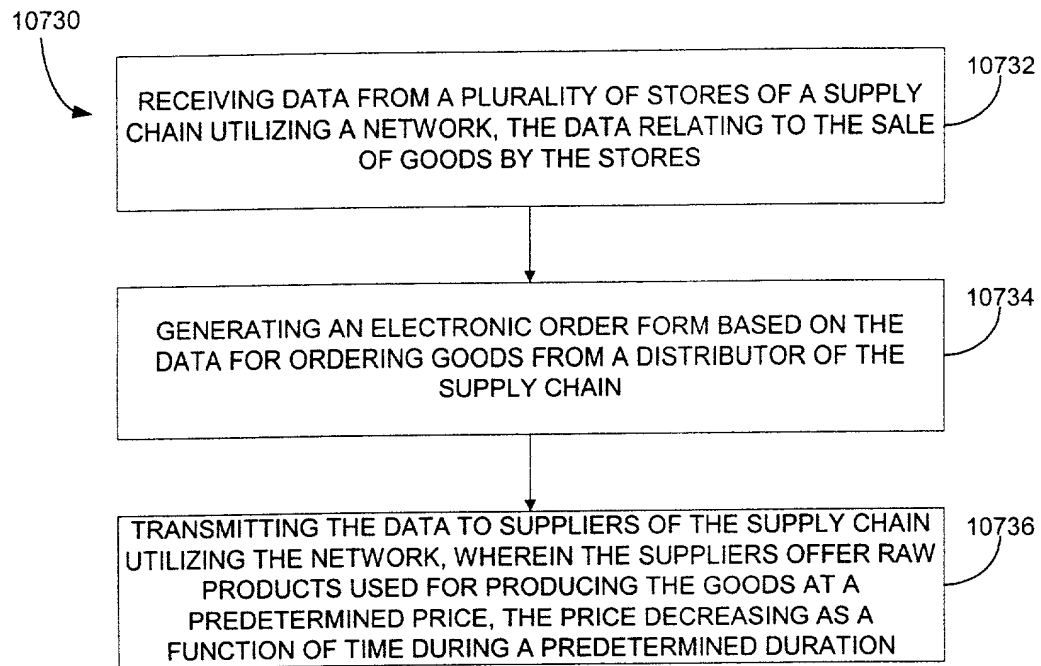 10730
10732
RECEIVING DATA FROM A PLURALITY OF STORES OF A SUPPLY
CHAIN UTILIZING A NETWORK, THE DATA RELATING TO THE SALE
OF GOODS BY THE STORES
10734
GENERATING AN ELECTRONIC ORDER FORM BASED ON THE
DATA FOR ORDERING GOODS FROM A DISTRIBUTOR OF THE
SUPPLY CHAIN
10736
TRANSMITTING THE DATA TO SUPPLIERS OF THE SUPPLY CHAIN
UTILIZING THE NETWORK, WHEREIN THE SUPPLIERS OFFER RAW
PRODUCTS USED FOR PRODUCING THE GOODS AT A
PREDETERMINED PRICE, THE PRICE DECREASING AS A
FUNCTION OF TIME DURING A PREDETERMINED DURATION